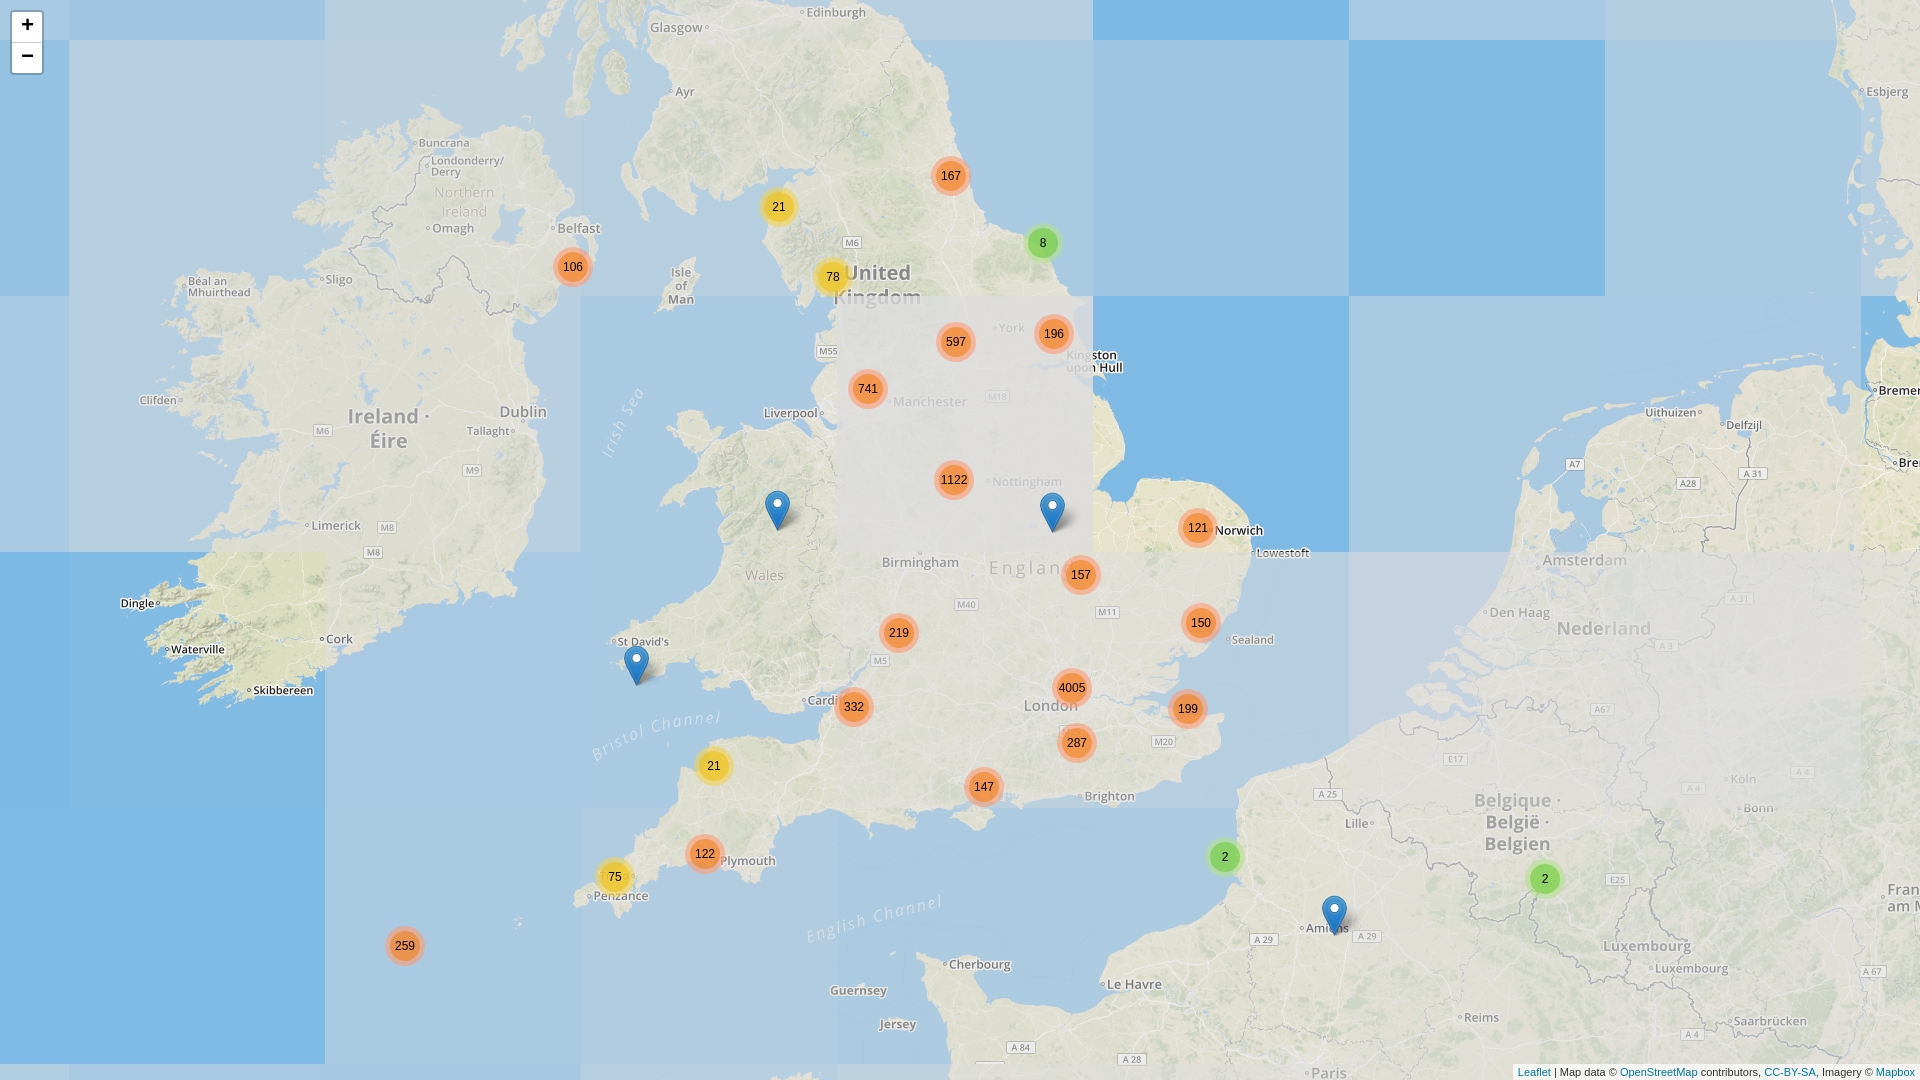 +
−
Edinburgh
Glasgow
Ayr
Esbjerg
Buncrana
Londonderry/
Derry
Northern
Ireland
Omagh
Belfast
167
21
8
M6
106
Isle
of
Man
78
United
Kingdom
Sligo
Béal an
Mhuirthead
York
196
597
M55
Kingston
upon Hull
741
Manchester
M18
Clifden
Ireland ·
Éire
Dublin
Tallaght
Liverpool
M6
M9
Irish Sea
Uithuizen
Delfzijl
A7
A 31
A28
1122
Nottingham
Limerick
M8
M8
121
Norwich
Lowestoft
Birmingham
Amsterdam
Wales
157
Dingle
M40
M11
Den Haag
A 31
Nederland
219
150
Sealand
Cork
St David's
Waterville
M5
A 3
Skibbereen
4005
Cardiff
332
London
199
A67
Bristol Channel
287
M20
E17
21
Köln
A 4
147
Brighton
A 25
Belgique ·
België ·
Belgien
Bonn
Lille
122
Plymouth
2
75
Penzance
2
E25
English Channel
Amiens
A 29
A 29
259
Luxembourg
Luxembourg
Cherbourg
A 67
Le Havre
Guernsey
Reims
Saarbrücken
Jersey
A 4
A 84
A 28
Paris
Leaflet | Map data © OpenStreetMap contributors, CC-BY-SA, Imagery © Mapbox